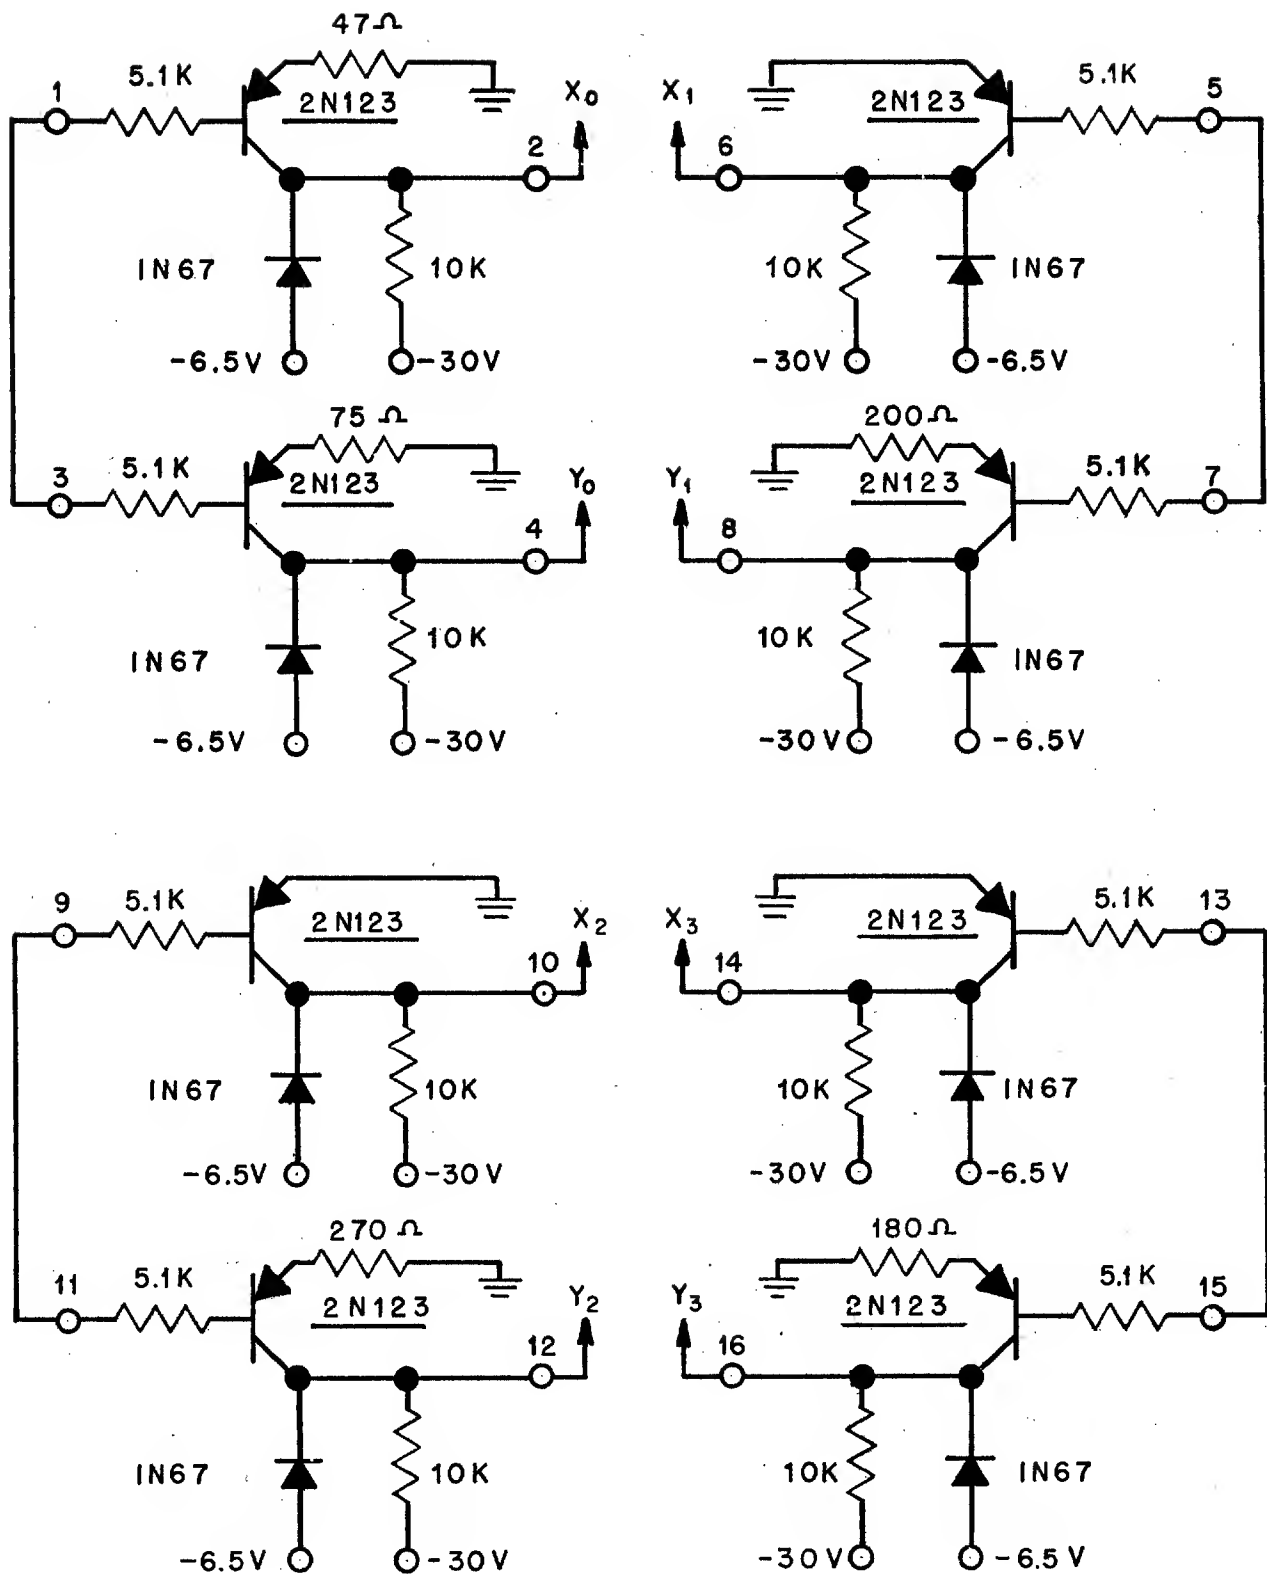 47Ω
5.1K
1
2N123
X0
2
IN67
10K
-6.5V
-30V
X1
6
2N123
5.1K
5
10K
IN67
-30V
-6.5V
75 Ω
5.1K
3
2N123
Y0
4
IN67
10K
-6.5V
-30V
200Ω
Y1
8
2N123
5.1K
7
10K
IN67
-30V
-6.5V
9
5.1K
2N123
X2
10
IN67
10K
-6.5V
-30V
X3
14
2N123
5.1K
13
10K
IN67
-30V
-6.5V
270 Ω
11
5.1K
2N123
Y2
12
IN67
10K
-6.5V
-30V
180Ω
Y3
16
2N123
5.1K
15
10K
IN67
-30V
-6.5V